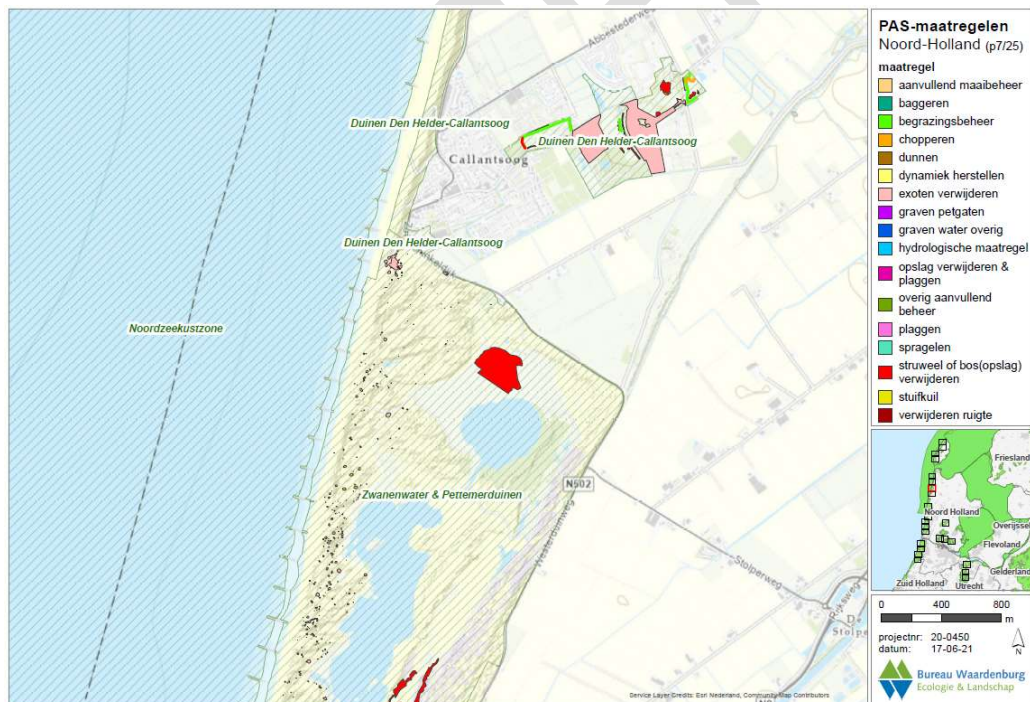 Abbestederweg
Duinen Den Helder-Callantsoog
Duinen Den Helder-Callantsoog
Callantsoog
Duinen Den Helder-Callantsoog
Noordzeekustzone
N502
Zwanenwater & Pettemerduinen
Westerduinweg
Stolperweg
Rijksweg
D
Stolpe
Service Layer Credits: Esri Nederland, Community Map Contributors
PAS-maatregelen
Noord-Holland (p7/25)
maatregel
aanvullend maaibeheer
baggeren
begrazingsbeheer
chopperen
dunnen
dynamiek herstellen
exoten verwijderen
graven petgaten
graven water overig
hydrologische maatregel
opslag verwijderen &
plaggen
overig aanvullend
beheer
plaggen
spragelen
struweel of bos(opslag)
verwijderen
stuifkuil
verwijderen ruigte
Friesland
Noord Holland
Overijssel
Flevoland
Gelderland
Zuid Holland
Utrecht
0 400 800
m
projectnr: 20-0450
datum: 17-06-21
N
Bureau Waardenburg
Ecologie & Landschap